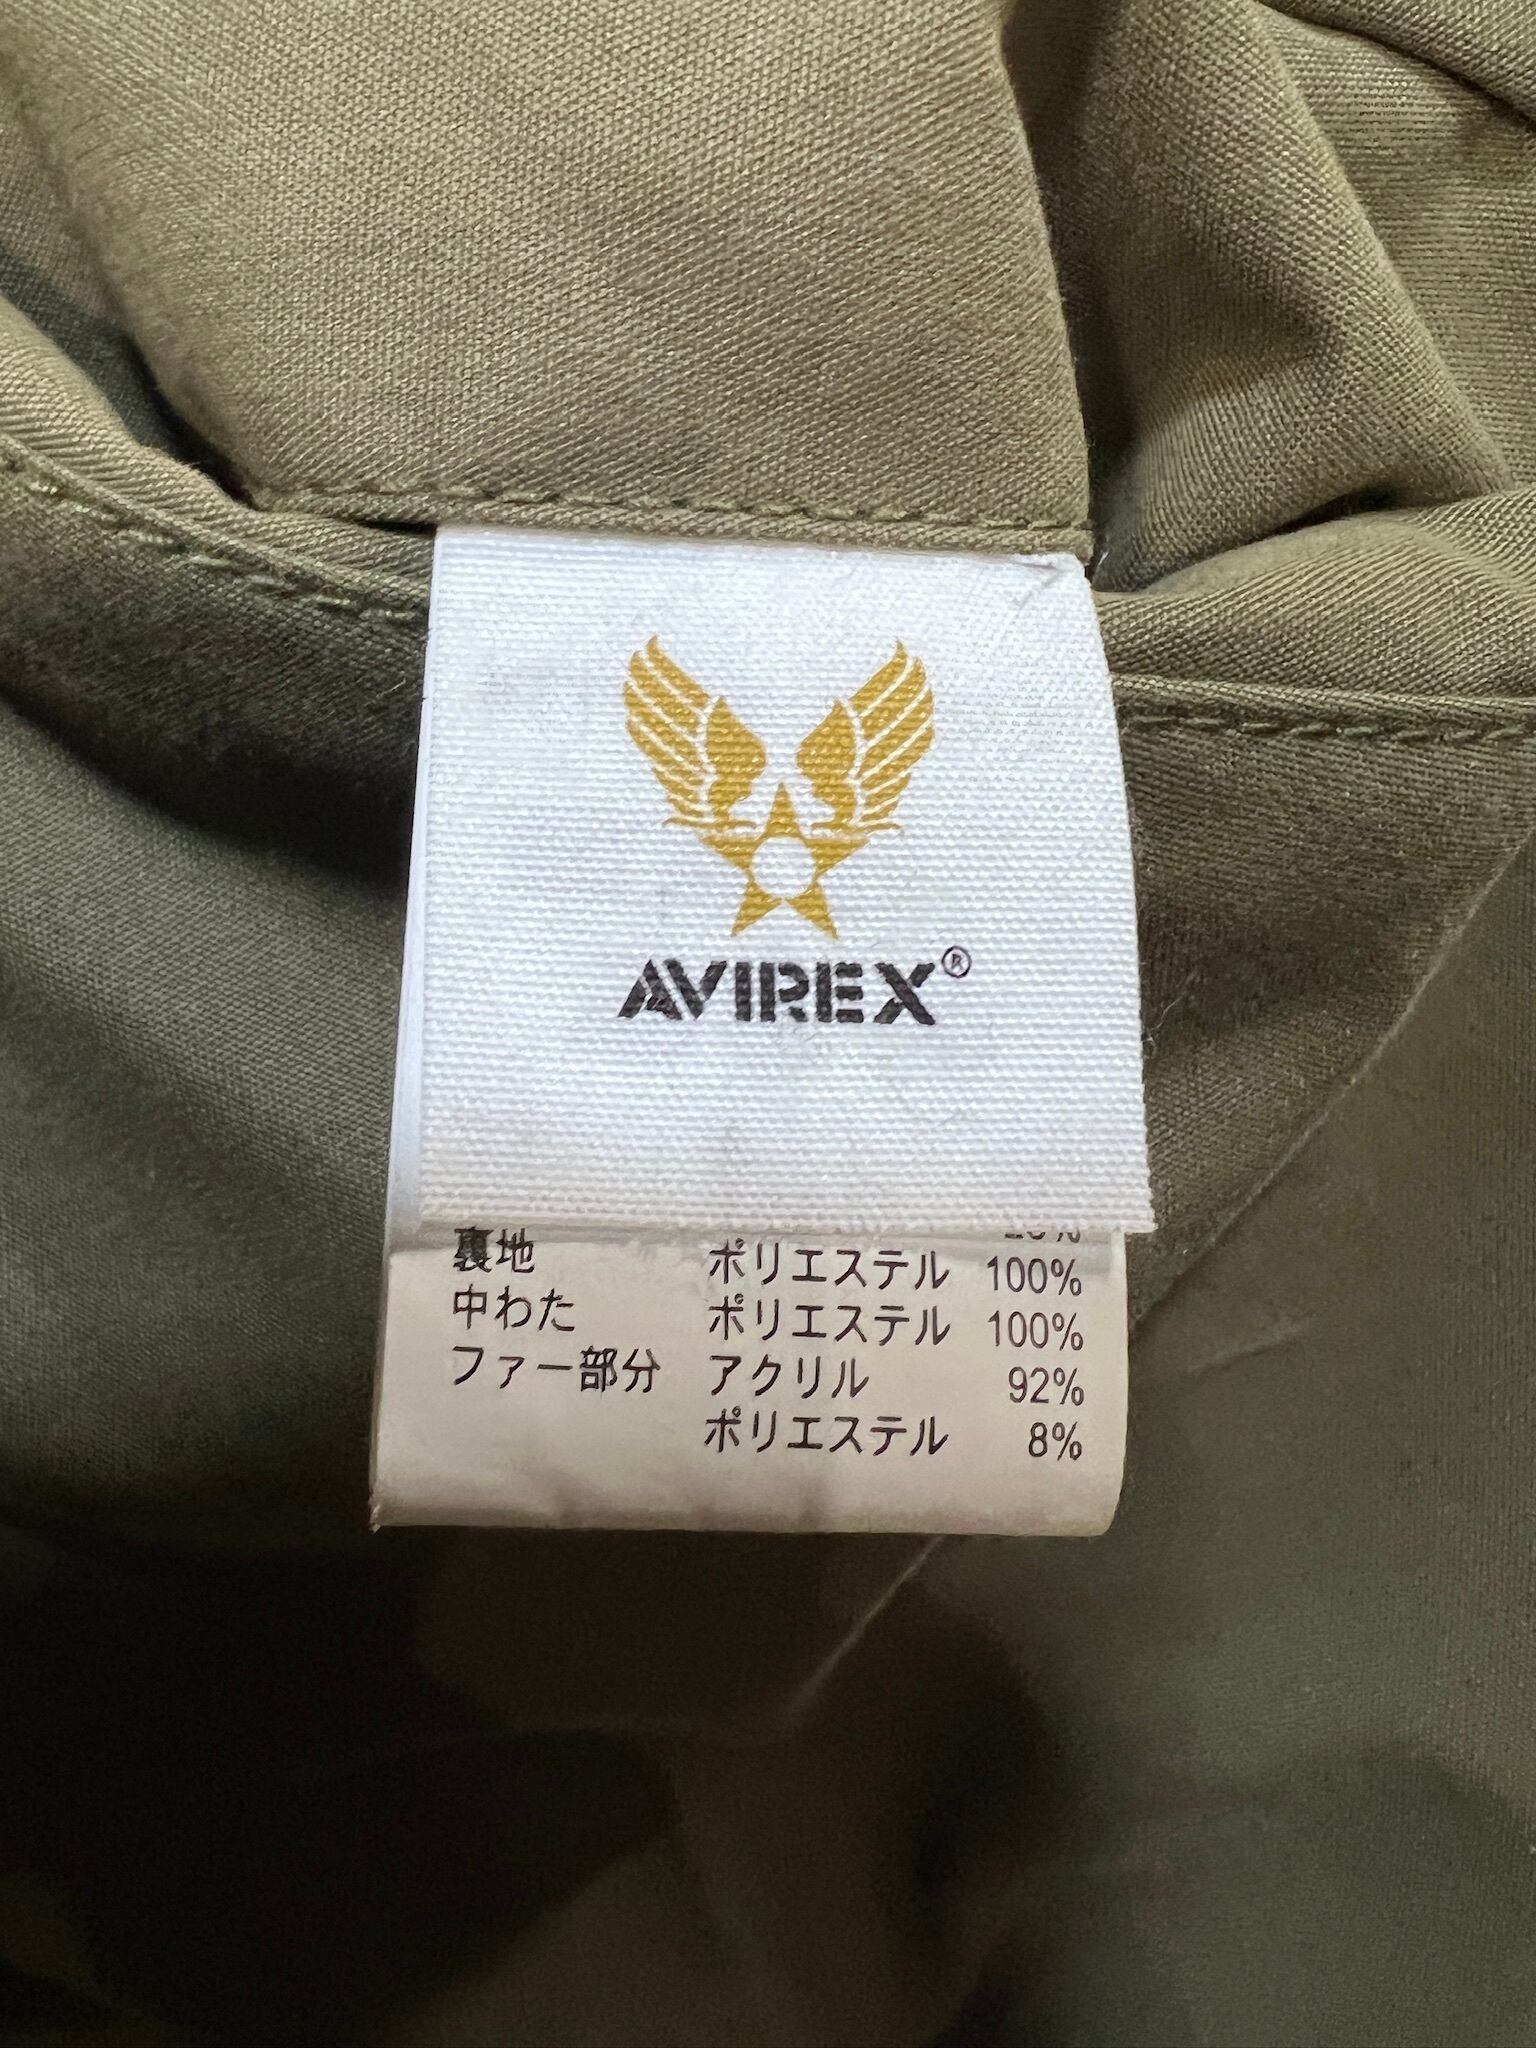 AVIREX®
裏地 ポリエステル 100%
中わた ポリエステル 100%
ファー部分 アクリル 92%
ポリエステル 8%